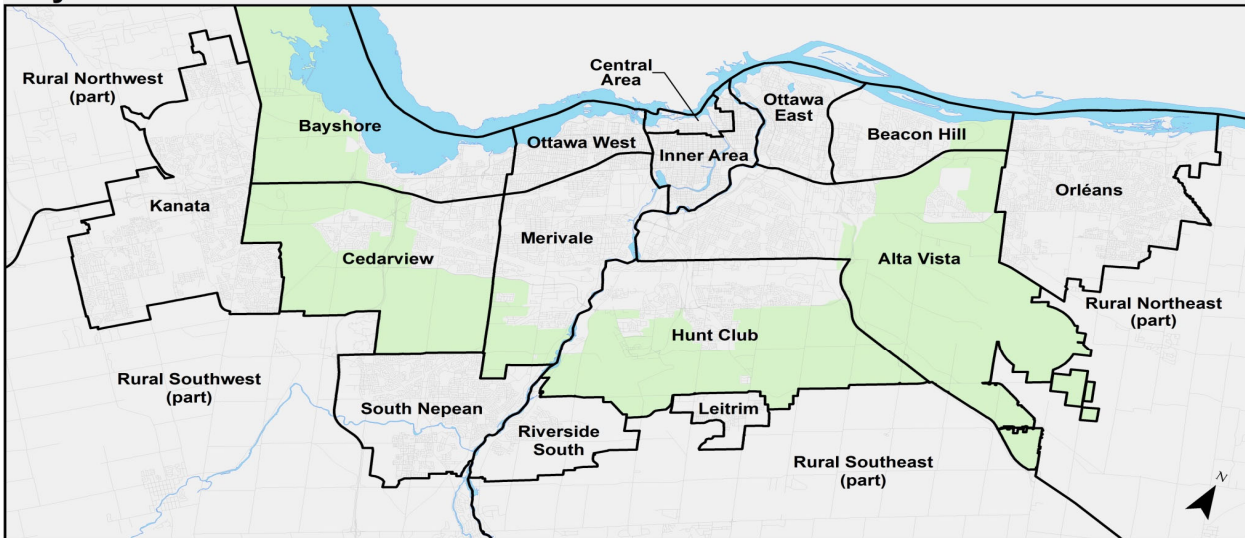 Rural Northwest
(part)
Central
Area
Ottawa
East
Bayshore
Ottawa West
Beacon Hill
Inner Area
Kanata
Orléans
Merivale
Cedarview
Alta Vista
Rural Northeast
(part)
Hunt Club
Rural Southwest
(part)
South Nepean
Leitrim
Riverside
South
Rural Southeast
(part)
N